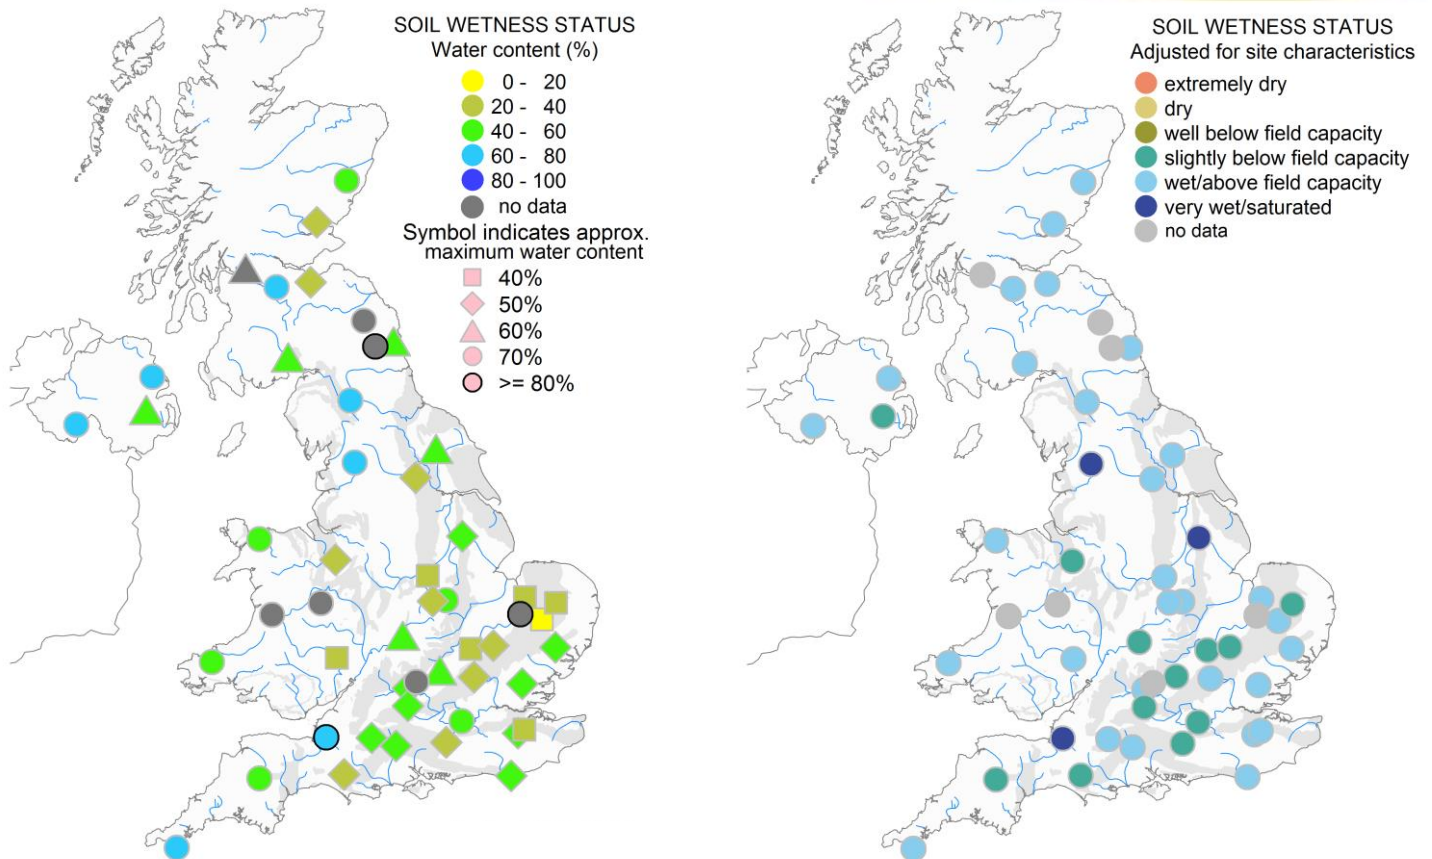 SOIL WETNESS STATUS
Water content (%)
0 - 20
20 - 40
40 - 60
60 - 80
80 - 100
no data
Symbol indicates approx.
maximum water content
40%
50%
60%
70%
>= 80%
SOIL WETNESS STATUS
Adjusted for site characteristics
extremely dry
dry
well below field capacity
slightly below field capacity
wet/above field capacity
very wet/saturated
no data